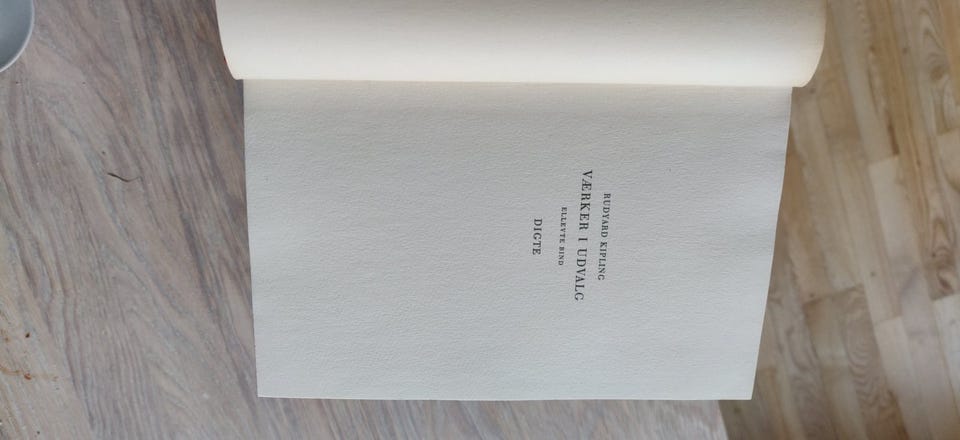 RUDYARD KIPLING
VÆRKER I UDVALG
ELLEVTE BIND
DIGTE